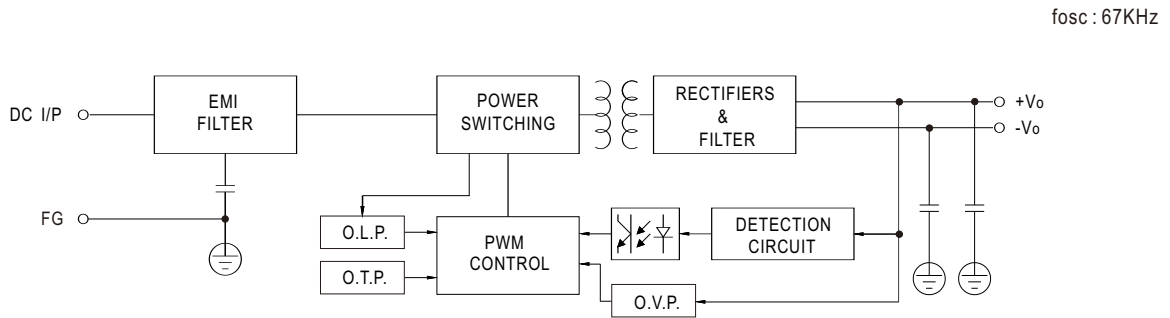 fosc : 67KHz
DC I/P
EMI
FILTER
POWER
SWITCHING
RECTIFIERS
&
FILTER
+Vo
-Vo
FG
O.L.P.
PWM
CONTROL
DETECTION
CIRCUIT
O.T.P.
O.V.P.